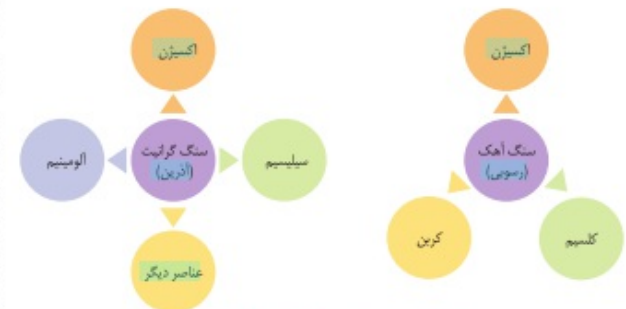 اکسیژن
سنگ آهک
(رسوبی)
کلسیم
کربن
اکسیژن
سنگ گرانیت
(آذرین)
سیلیسیم
آلومینیم
عناصر دیگر